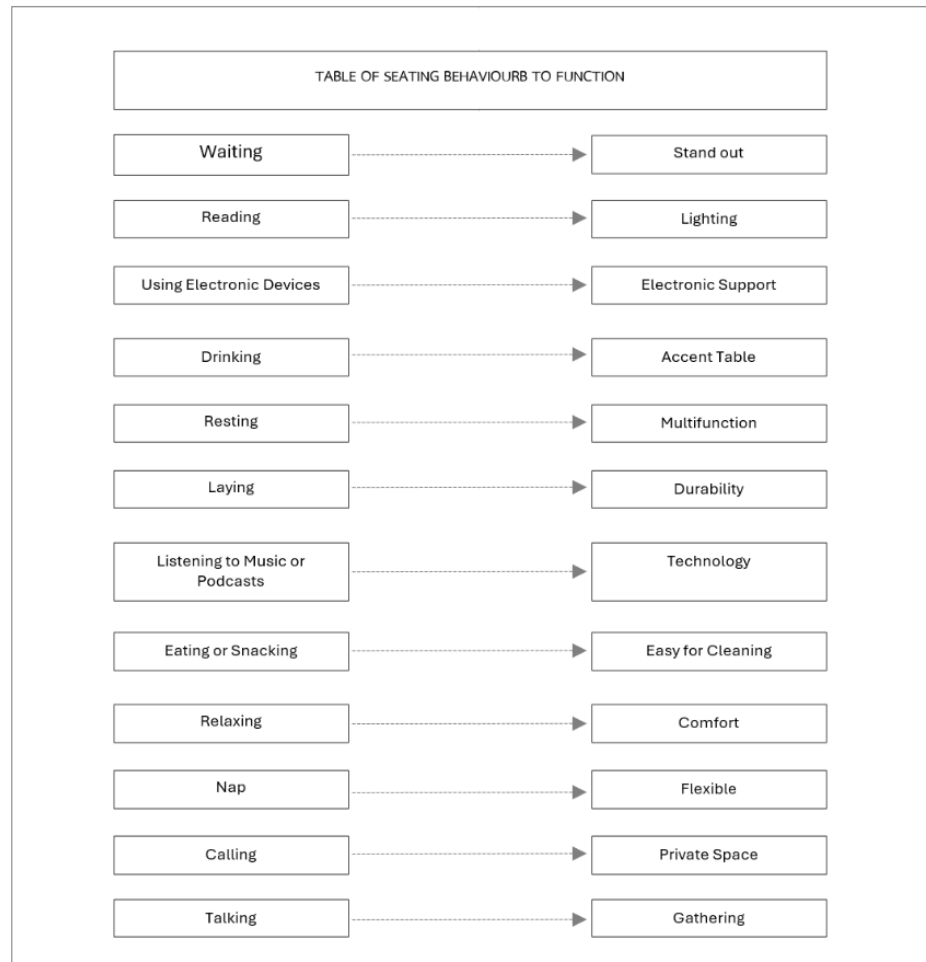 TABLE OF SEATING BEHAVIOURB TO FUNCTION
Waiting
Stand out
Reading
Lighting
Using Electronic Devices
Electronic Support
Drinking
Accent Table
Resting
Multifunction
Laying
Durability
Listening to Music or
Podcasts
Technology
Eating or Snacking
Easy for Cleaning
Relaxing
Comfort
Nap
Flexible
Calling
Private Space
Talking
Gathering